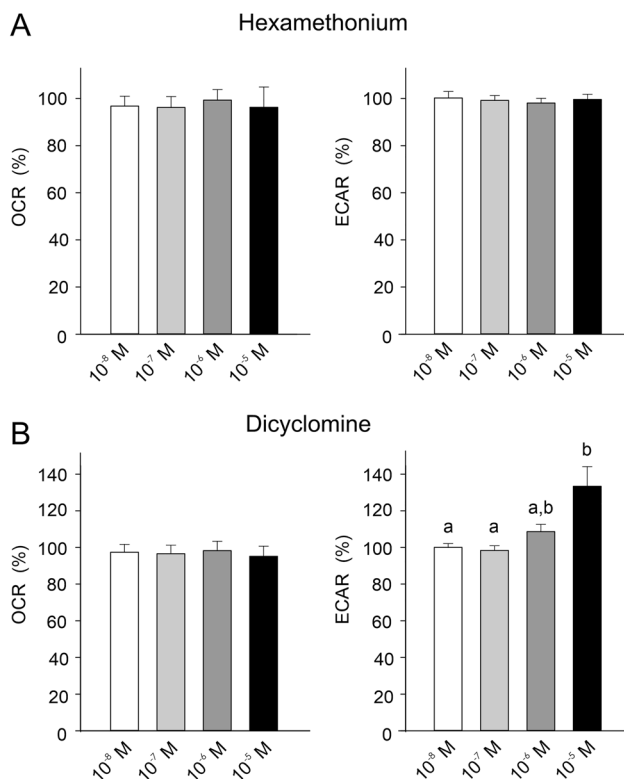 A
Hexamethonium
OCR (%)
100
80
60
40
20
0
10⁻⁸ M
10⁻⁷ M
10⁻⁶ M
10⁻⁵ M
ECAR (%)
100
80
60
40
20
0
10⁻⁸ M
10⁻⁷ M
10⁻⁶ M
10⁻⁵ M
B
Dicyclomine
OCR (%)
140
120
100
80
60
40
20
0
10⁻⁸ M
10⁻⁷ M
10⁻⁶ M
10⁻⁵ M
ECAR (%)
140
120
100
80
60
40
20
0
a
a
a,b
b
10⁻⁸ M
10⁻⁷ M
10⁻⁶ M
10⁻⁵ M